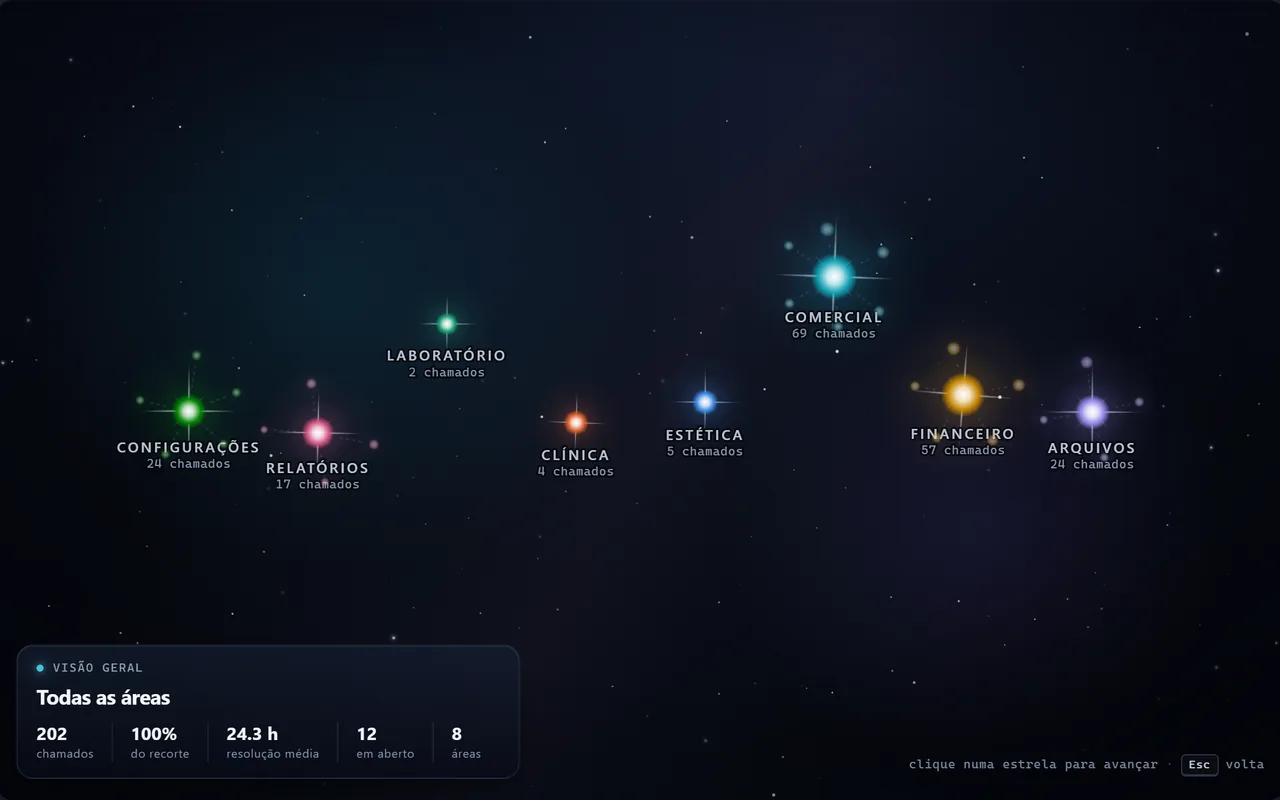 COMERCIAL
69 chamados
LABORATÓRIO
2 chamados
CONFIGURAÇÕES
24 chamados
RELATÓRIOS
17 chamados
CLÍNICA
4 chamados
ESTÉTICA
5 chamados
FINANCEIRO
57 chamados
ARQUIVOS
24 chamados
VISÃO GERAL
Todas as áreas
202 100% 24.3 h 12 8
chamados do recorte resolução média em aberto áreas
clique numa estrela para avançar · Esc volta